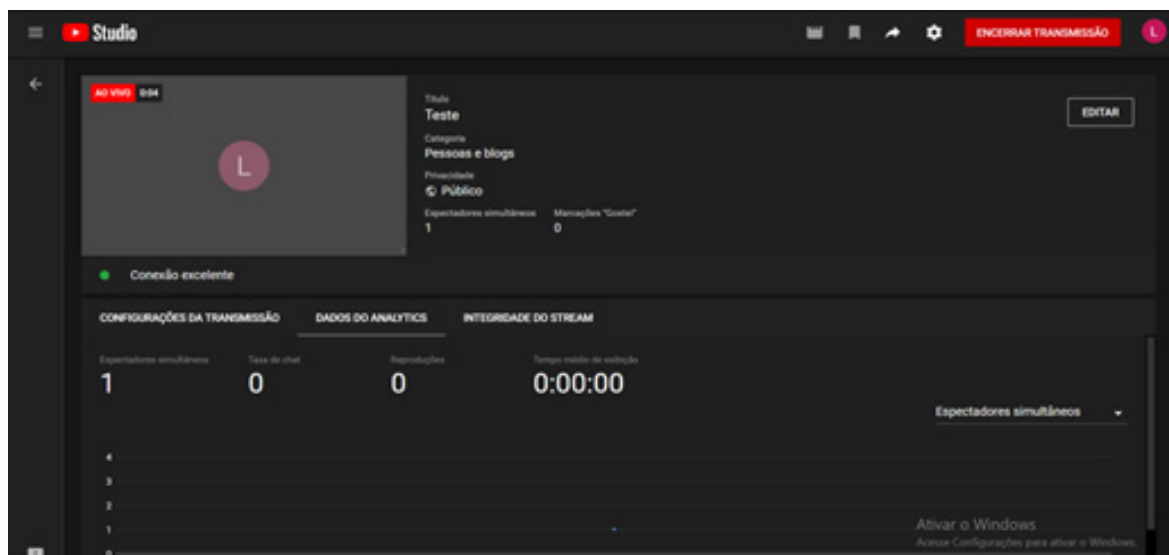 Studio
ENCERRAR TRANSMISSÃO
L
AO VIVO 0:04
L
Título
Teste
EDITAR
Categoria
Pessoas e blogs
Privacidade
Público
Espectadores simultâneos Marcações "Gostei"
1 0
Conexão excelente
CONFIGURAÇÕES DA TRANSMISSÃO DADOS DO ANALYTICS INTEGRIDADE DO STREAM
Espectadores simultâneos Taxa de chat Reproduções Tempo médio de exibição
1 0 0 0:00:00
Espectadores simultâneos
4
3
2
1
0
Ativar o Windows
Acesse Configurações para ativar o Windows.